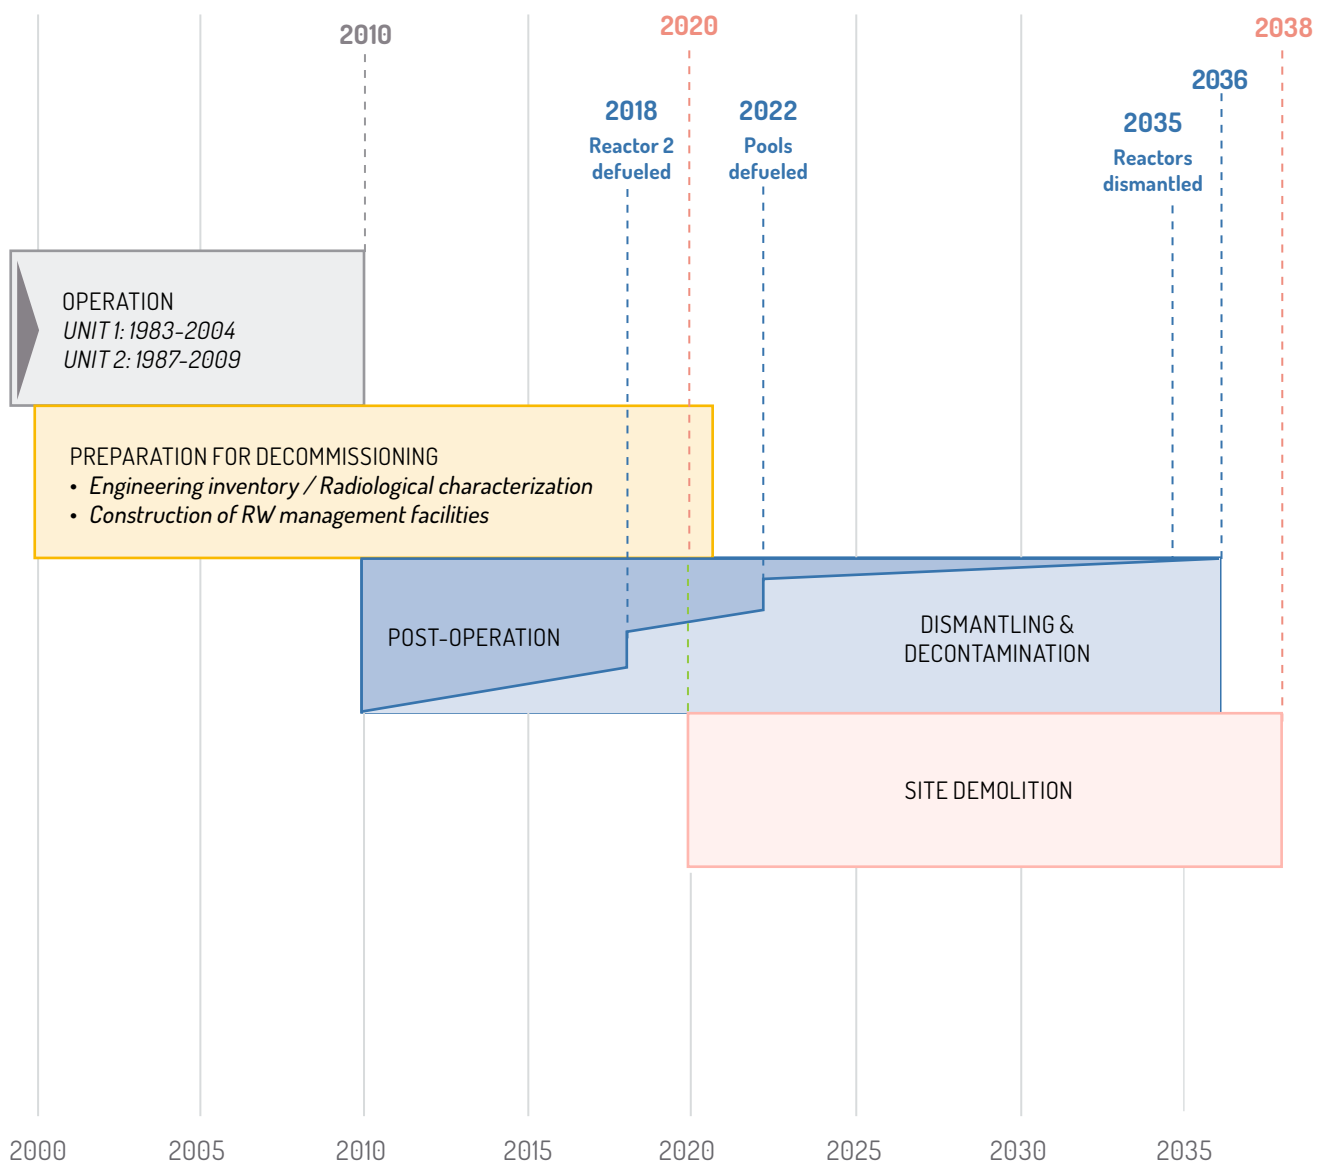 2010
2020
2038
2036
2018
Reactor 2
defueled
2022
Pools
defueled
2035
Reactors
dismantled
OPERATION
UNIT 1: 1983-2004
UNIT 2: 1987-2009
PREPARATION FOR DECOMMISSIONING
• Engineering inventory / Radiological characterization
• Construction of RW management facilities
POST-OPERATION
DISMANTLING &
DECONTAMINATION
SITE DEMOLITION
2000 2005 2010 2015 2020 2025 2030 2035